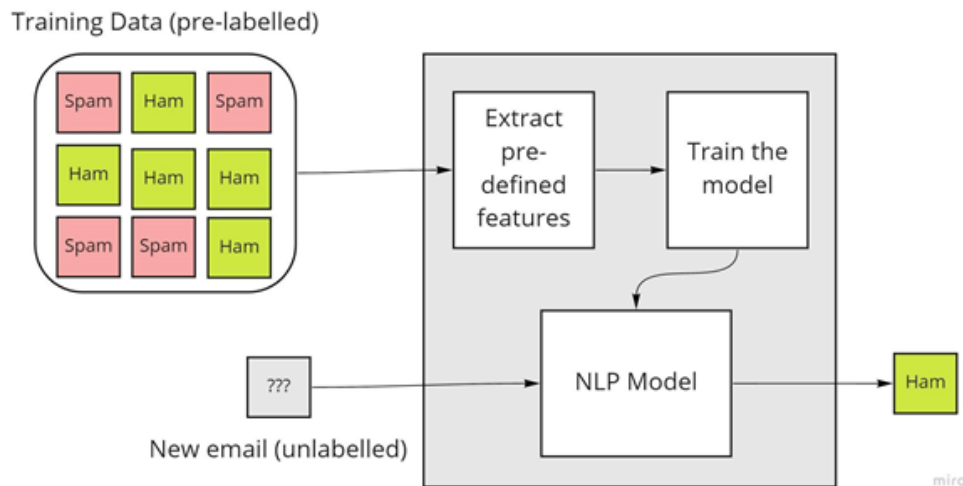 Training Data (pre-labelled)
Spam
Ham
Spam
Ham
Ham
Ham
Spam
Spam
Ham
Extract
pre-
defined
features
Train the
model
NLP Model
???
New email (unlabelled)
Ham
miro